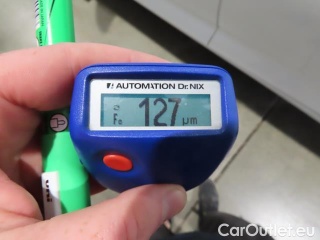 AUTOMATION DR. NIX
Fe 127 µm
CarOutlet.eu